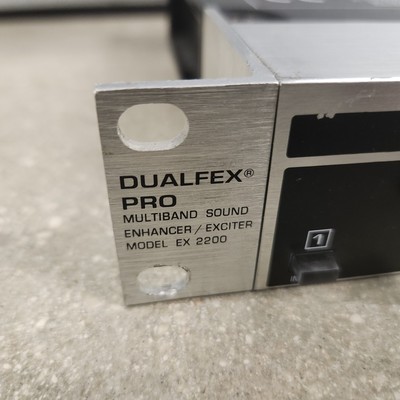 DUALFEX®
PRO
MULTIBAND SOUND
ENHANCER/EXCITER
MODEL EX 2200
1